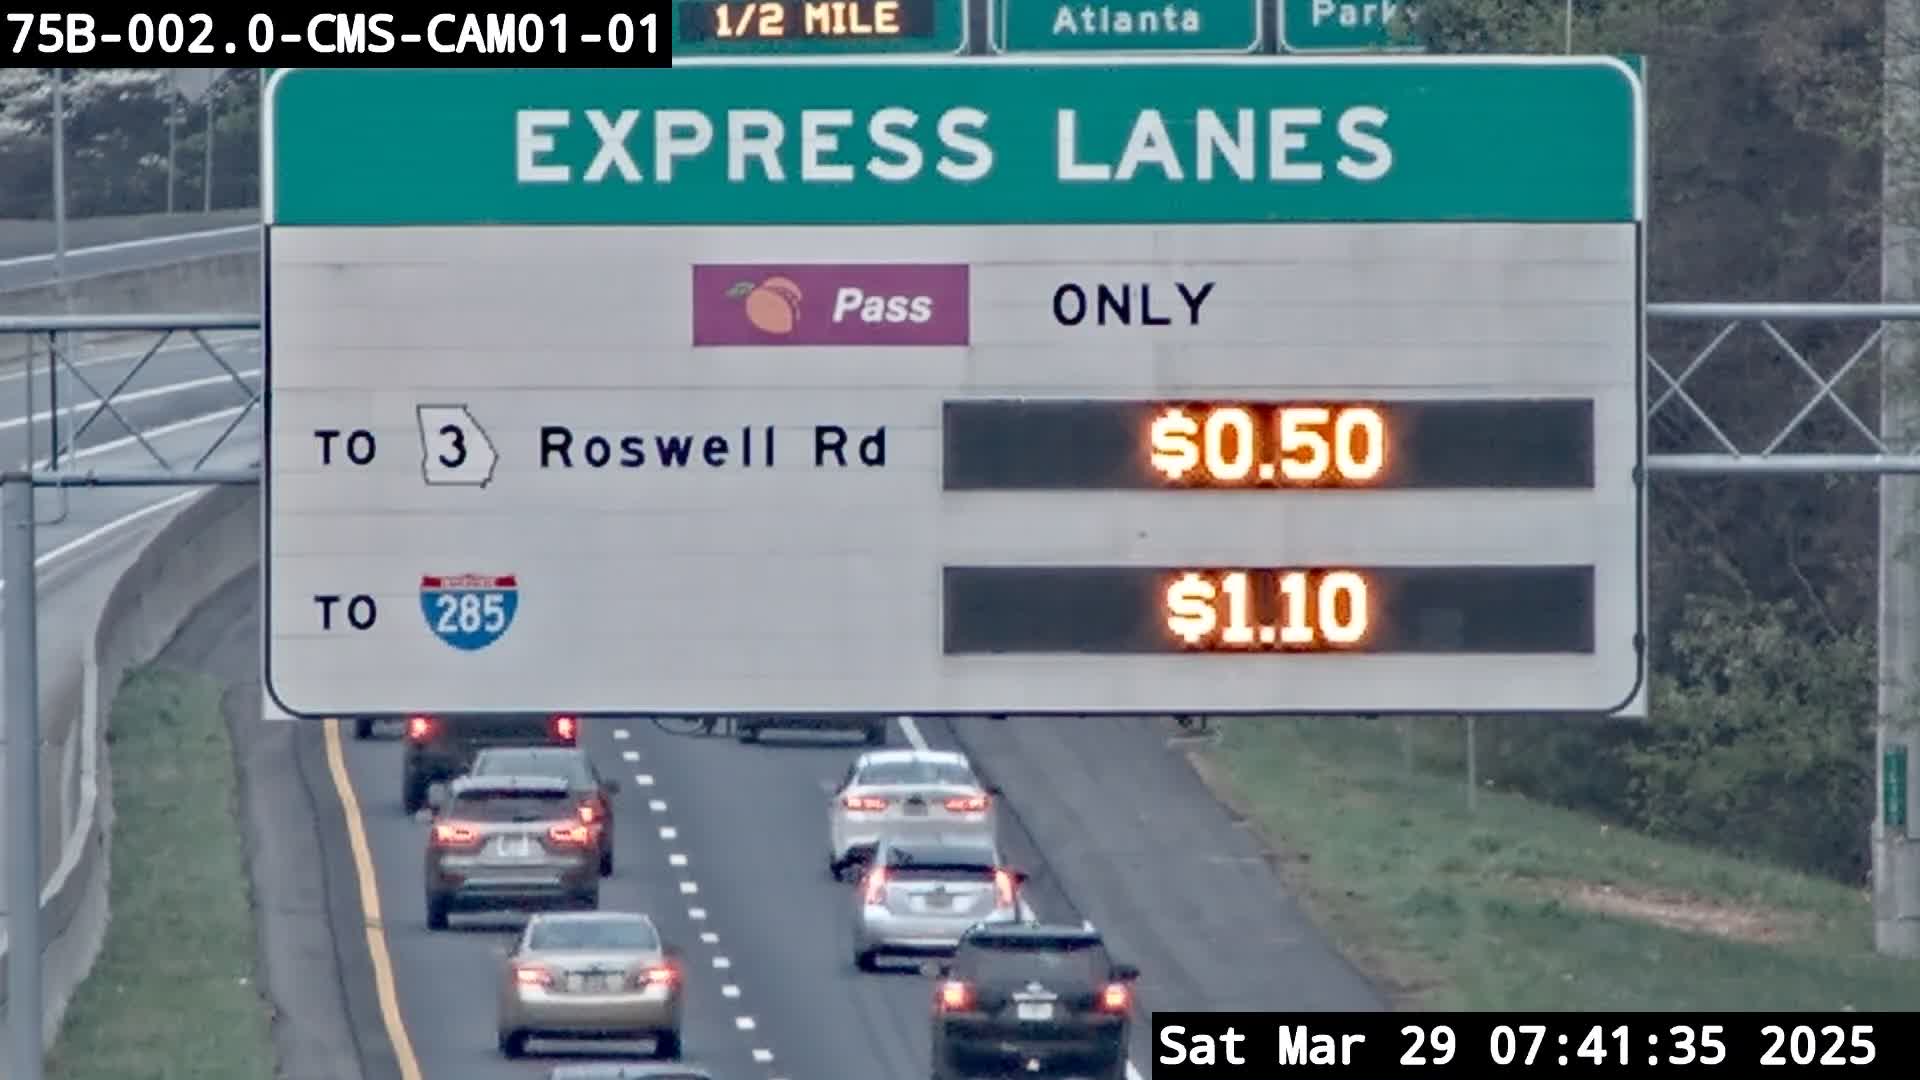 75B-002.0-CMS-CAM01-01
1/2 MILE
Atlanta
EXPRESS LANES
Pass ONLY
TO 3 Roswell Rd $0.50
TO 285 $1.10
Sat Mar 29 07:41:35 2025